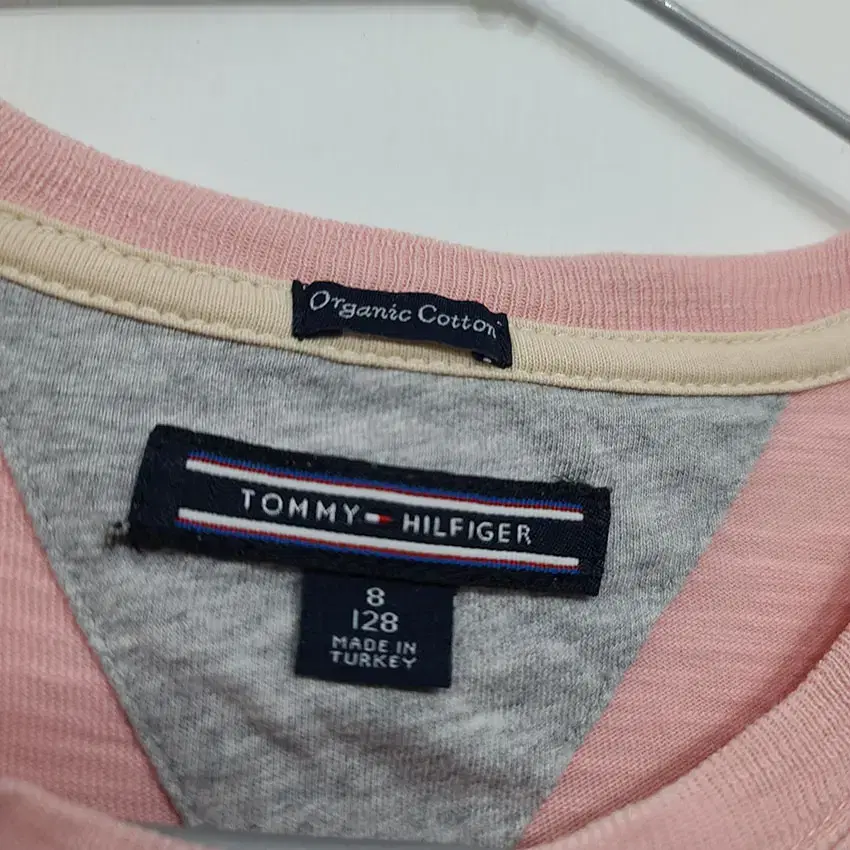 Organic Cotton
TOMMY HILFIGER
8
128
MADE IN
TURKEY